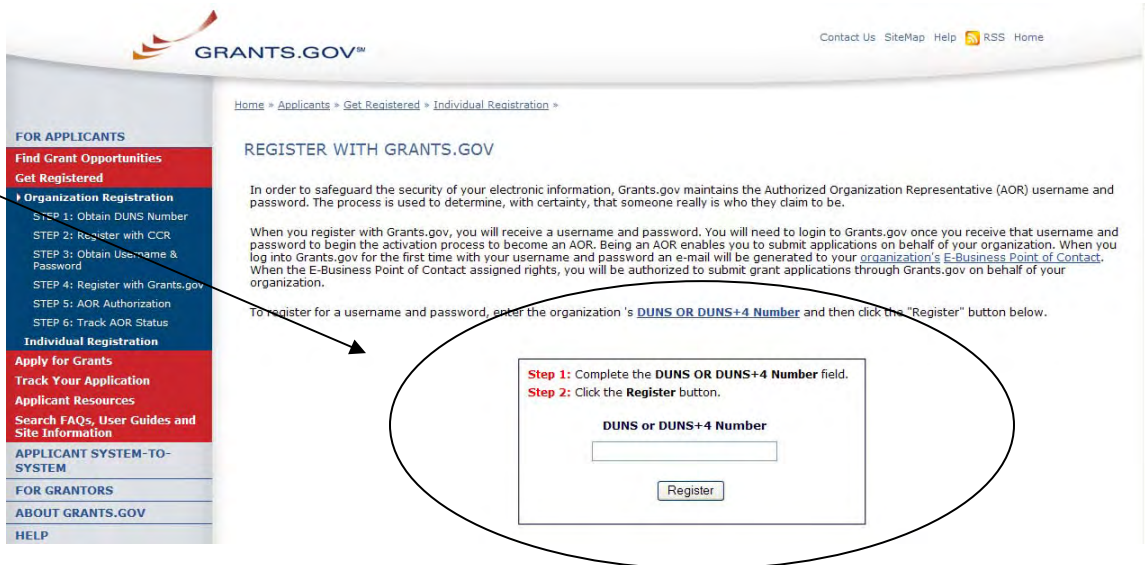 GRANTS.GOV℠
Contact Us SiteMap Help RSS Home
Home » Applicants » Get Registered » Individual Registration »
FOR APPLICANTS
Find Grant Opportunities
Get Registered
Organization Registration
STEP 1: Obtain DUNS Number
STEP 2: Register with CCR
STEP 3: Obtain Username &
Password
STEP 4: Register with Grants.gov
STEP 5: AOR Authorization
STEP 6: Track AOR Status
Individual Registration
Apply for Grants
Track Your Application
Applicant Resources
Search FAQs, User Guides and
Site Information
APPLICANT SYSTEM-TO-
SYSTEM
FOR GRANTORS
ABOUT GRANTS.GOV
HELP
REGISTER WITH GRANTS.GOV
In order to safeguard the security of your electronic information, Grants.gov maintains the Authorized Organization Representative (AOR) username and
password. The process is used to determine, with certainty, that someone really is who they claim to be.
When you register with Grants.gov, you will receive a username and password. You will need to login to Grants.gov once you receive that username and
password to begin the activation process to become an AOR. Being an AOR enables you to submit applications on behalf of your organization. When you
log into Grants.gov for the first time with your username and password an e-mail will be generated to your organization's E-Business Point of Contact.
When the E-Business Point of Contact assigned rights, you will be authorized to submit grant applications through Grants.gov on behalf of your
organization.
To register for a username and password, enter the organization 's DUNS OR DUNS+4 Number and then click the "Register" button below.
Step 1: Complete the DUNS OR DUNS+4 Number field.
Step 2: Click the Register button.
DUNS or DUNS+4 Number
Register